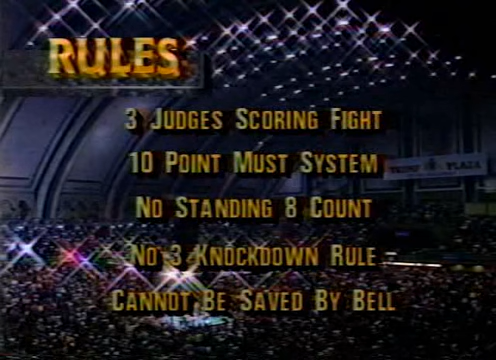 RULES
3 JUDGES SCORING FIGHT
10 POINT MUST SYSTEM
TRUMP PLAZA
NO STANDING 8 COUNT
NO 3 KNOCKDOWN RULE
CANNOT BE SAVED BY BELL